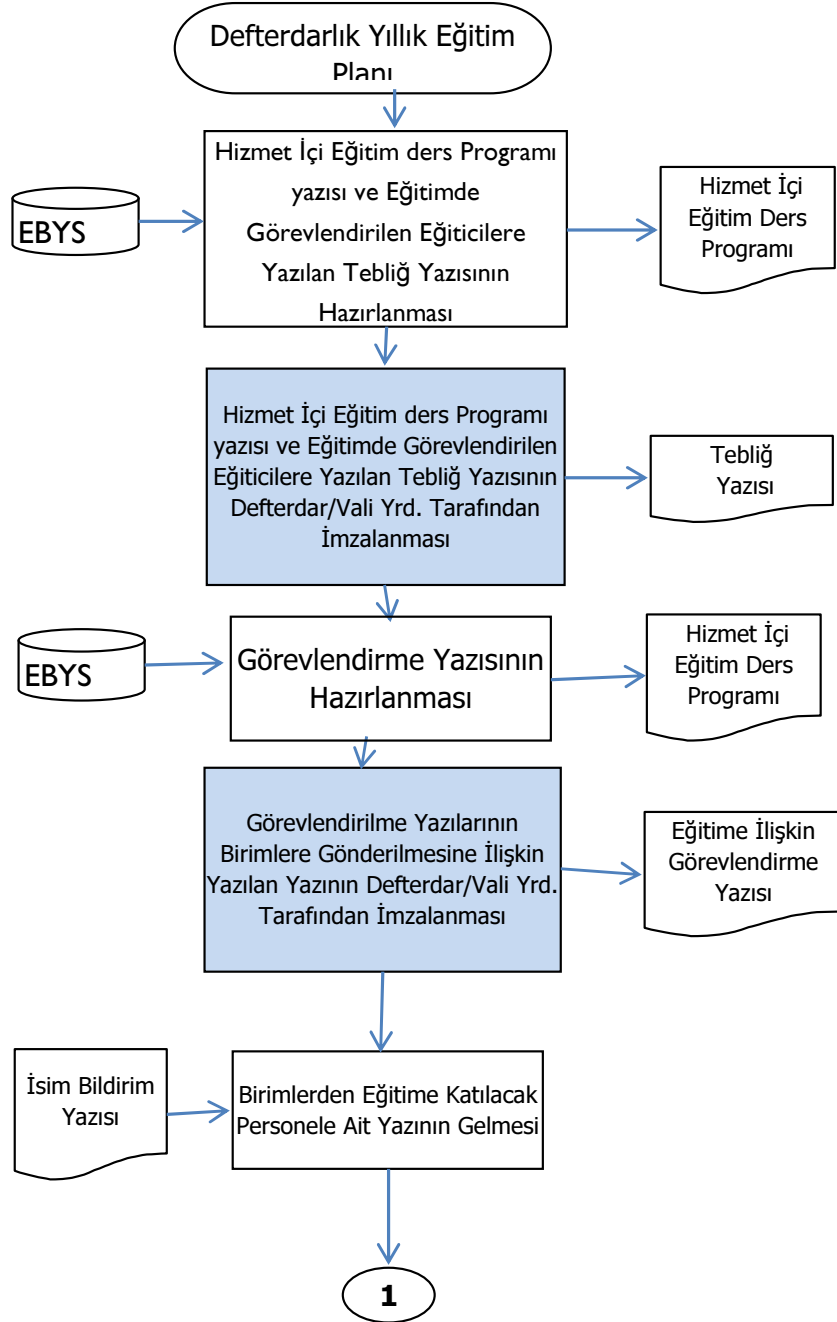 Defterdarlık Yıllık Eğitim
Planı
Hizmet İçi Eğitim ders Programı
yazısı ve Eğitimde
Görevlendirilen Eğiticilere
Yazılan Tebliğ Yazısının
Hazırlanması
EBYS
Hizmet İçi
Eğitim Ders
Programı
Hizmet İçi Eğitim ders Programı
yazısı ve Eğitimde Görevlendirilen
Eğiticilere Yazılan Tebliğ Yazısının
Defterdar/Vali Yrd. Tarafından
İmzalanması
Tebliğ
Yazısı
EBYS
Görevlendirme Yazısının
Hazırlanması
Hizmet İçi
Eğitim Ders
Programı
Görevlendirilme Yazılarının
Birimlere Gönderilmesine İlişkin
Yazılan Yazının Defterdar/Vali Yrd.
Tarafından İmzalanması
Eğitime İlişkin
Görevlendirme
Yazısı
İsim Bildirim
Yazısı
Birimlerden Eğitime Katılacak
Personele Ait Yazının Gelmesi
1